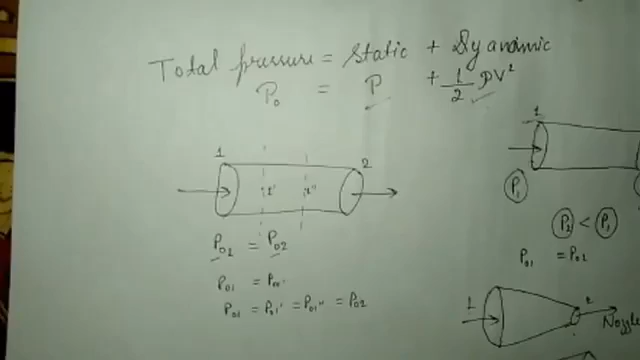 Total pressure = Static + Dyanamic
P₀ = P + 1/2 ρV²
1 2
1' 1"
P₀₂ = P₀₂
P₀₁ = P₀₁'
P₀₁ = P₀₁' = P₀₁" = P₀₂
1
P₁
P₂ < P₁
P₀₁ = P₀₂
1 2
Nozzle